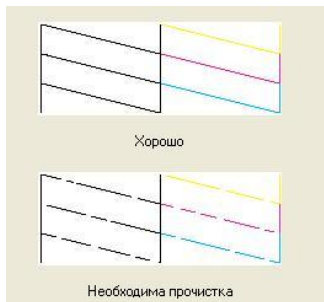 Хорошо
Необходима прочистка